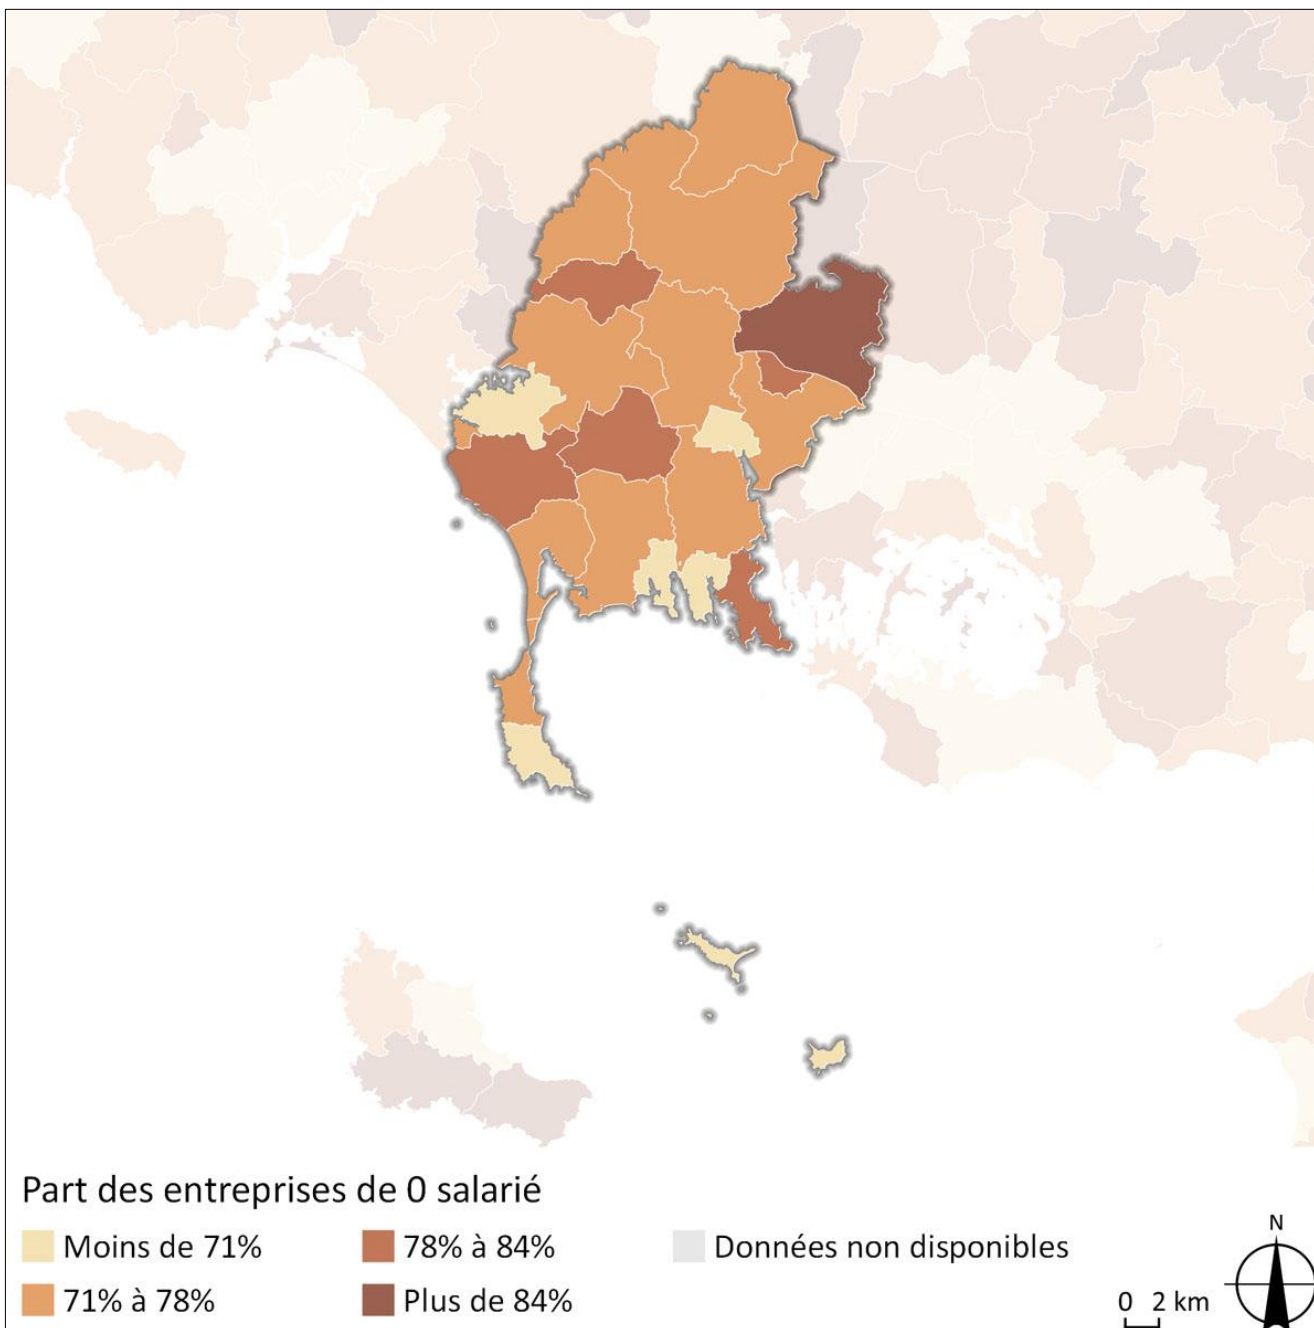 Part des entreprises de 0 salarié
Moins de 71%
78% à 84%
Données non disponibles
71% à 78%
Plus de 84%
0 2 km
N